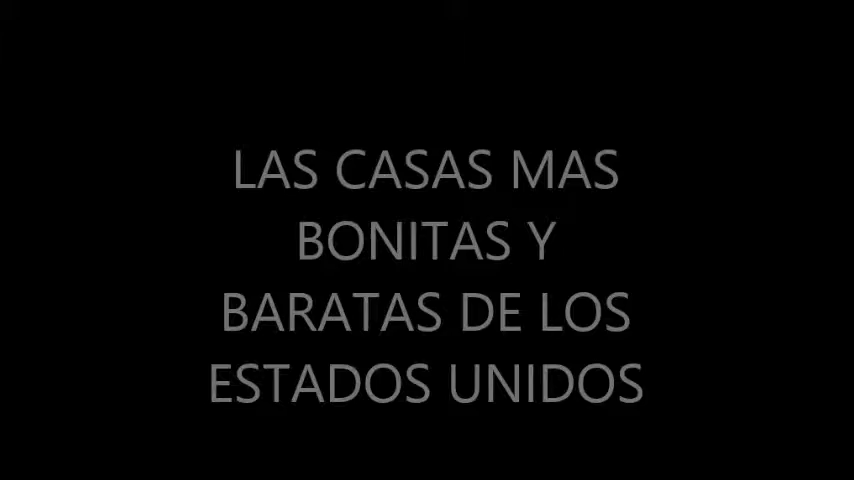 LAS CASAS MAS
BONITAS Y
BARATAS DE LOS
ESTADOS UNIDOS